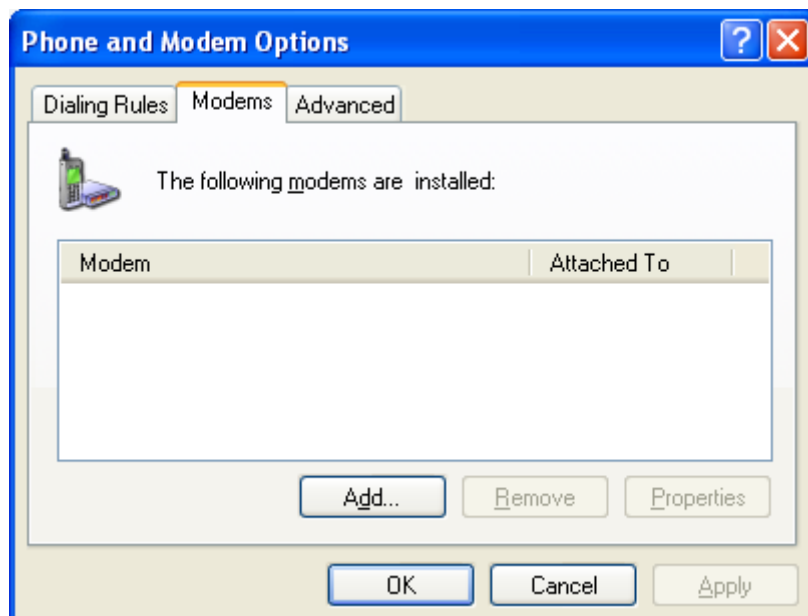 Phone and Modem Options
Dialing Rules Modems Advanced
The following modems are installed:
Modem Attached To
Add... Remove Properties
OK Cancel Apply